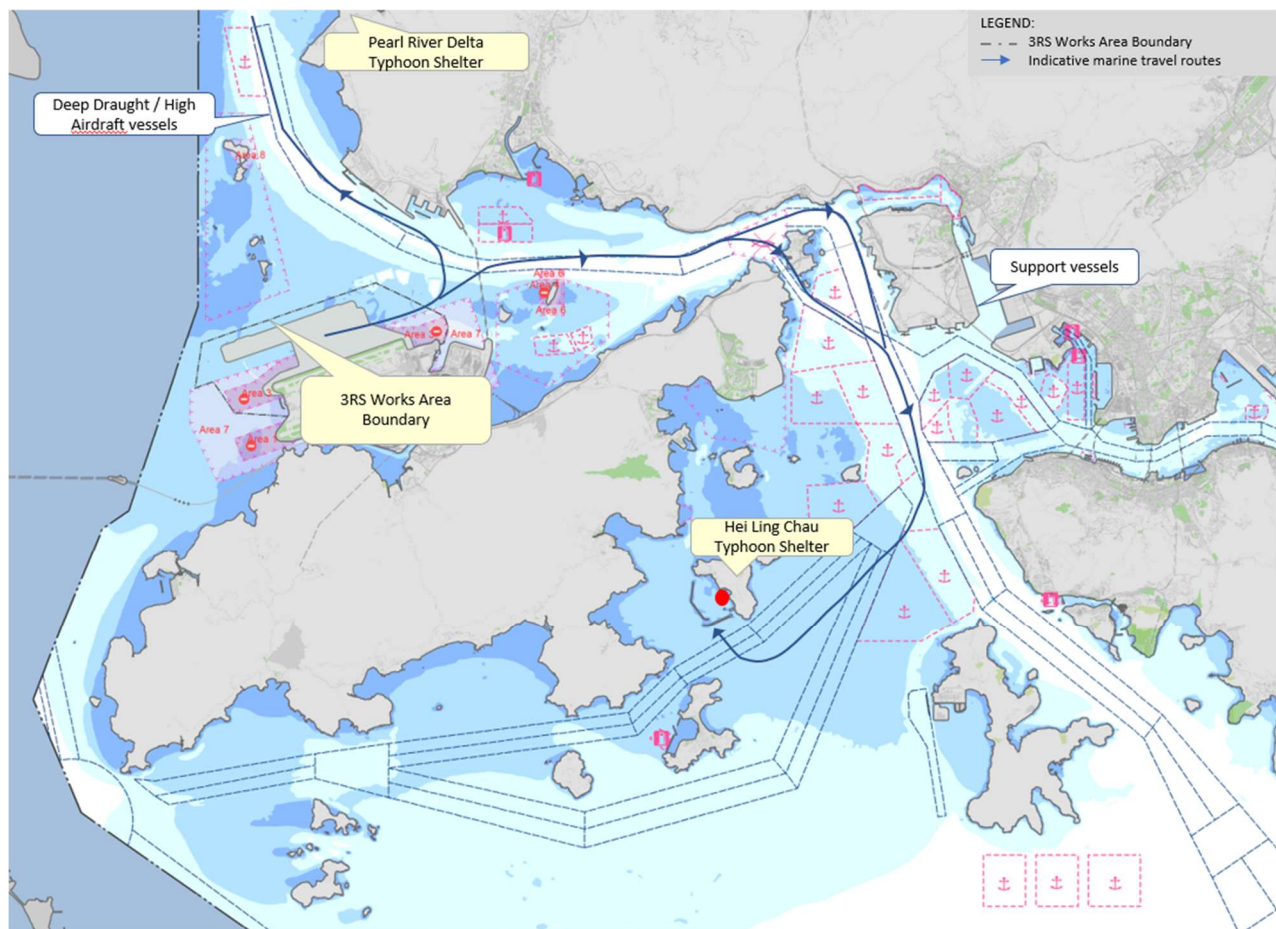 LEGEND:
3RS Works Area Boundary
Indicative marine travel routes
Pearl River Delta
Typhoon Shelter
Deep Draught / High
Airdraft vessels
Area 8
Support vessels
Area 6
Area 7
3RS Works Area
Boundary
Area 3
Area 7
Hei Ling Chau
Typhoon Shelter